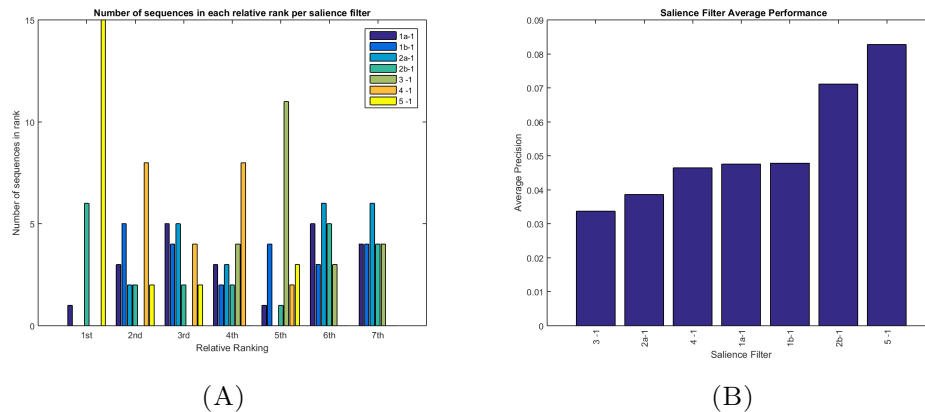 Number of sequences in each relative rank per salience filter
15
10
5
0
Number of sequences in rank
1a-1
1b-1
2a-1
2b-1
3 -1
4 -1
5 -1
1st 2nd 3rd 4th 5th 6th 7th
Relative Ranking
(A)
Salience Filter Average Performance
0.09
0.08
0.07
0.06
0.05
0.04
0.03
0.02
0.01
0
Average Precision
3 -1 2a-1 4 -1 1a-1 1b-1 2b-1 5 -1
Salience Filter
(B)